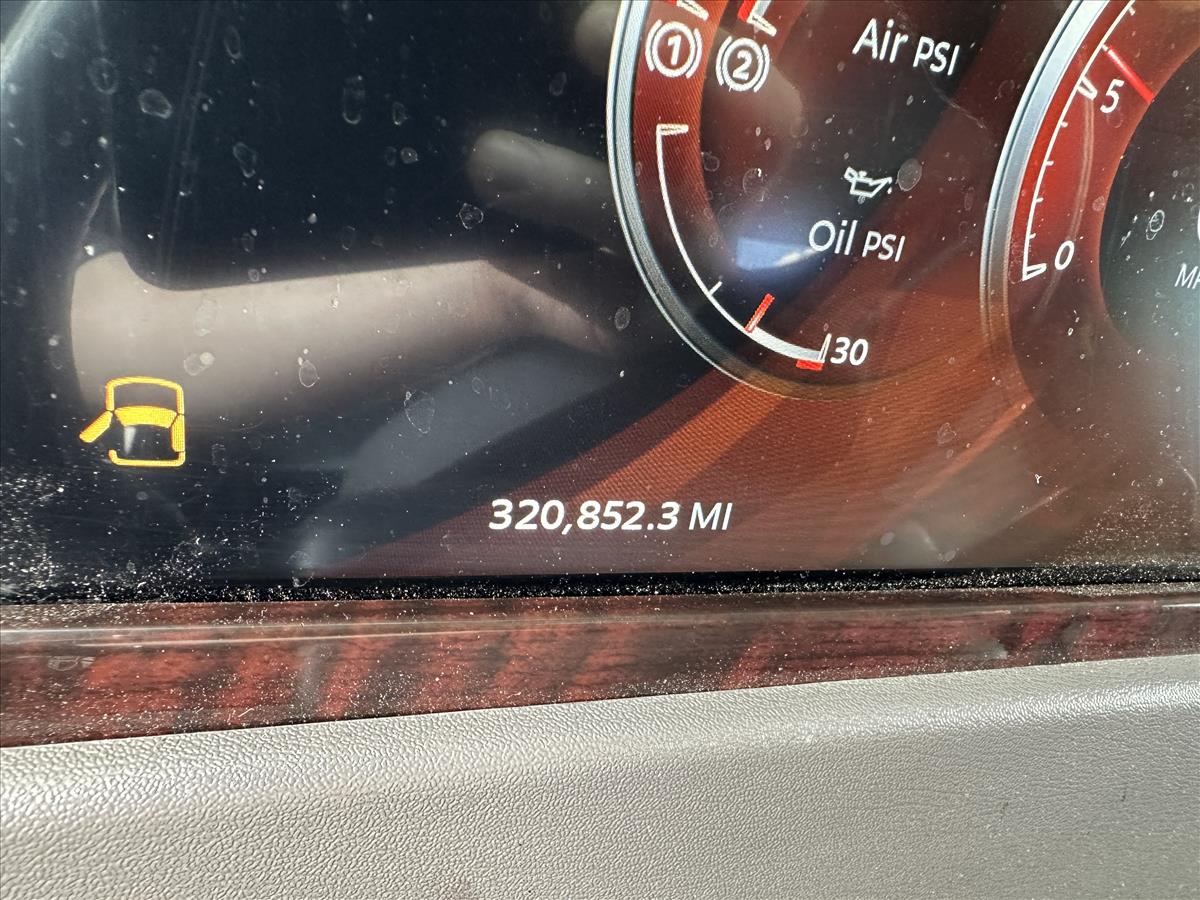 1 2
Air PSI
5
Oil PSI
0
30
320,852.3 MI